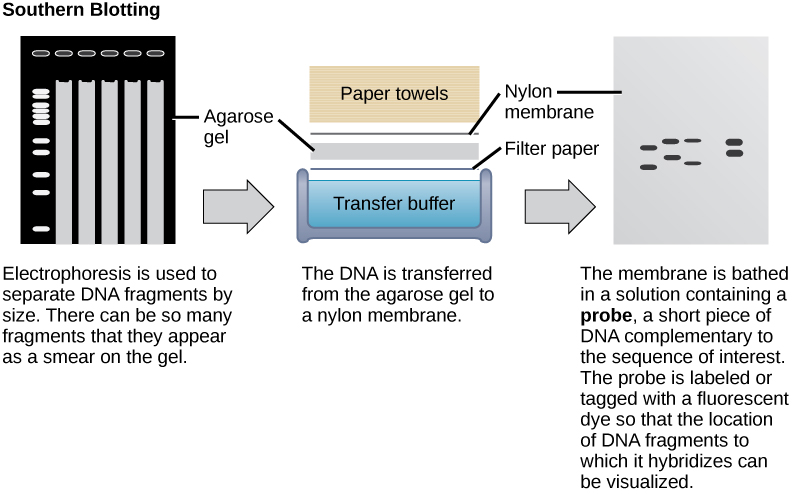 Southern Blotting
Agarose
gel
Paper towels
Nylon
membrane
Filter paper
Transfer buffer
Electrophoresis is used to
separate DNA fragments by
size. There can be so many
fragments that they appear
as a smear on the gel.
The DNA is transferred
from the agarose gel to
a nylon membrane.
The membrane is bathed
in a solution containing a
probe, a short piece of
DNA complementary to
the sequence of interest.
The probe is labeled or
tagged with a fluorescent
dye so that the location
of DNA fragments to
which it hybridizes can
be visualized.